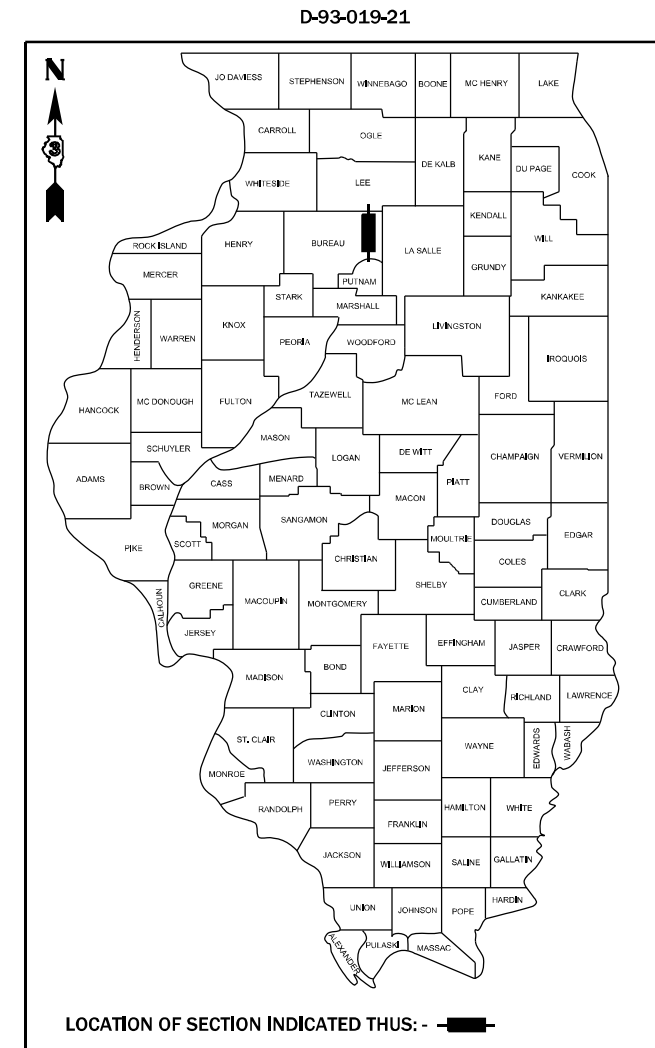 D-93-019-21
N
3
JO DAVIESS
STEPHENSON
WINNEBAGO
BOONE
MC HENRY
LAKE
CARROLL
OGLE
DE KALB
KANE
DU PAGE
COOK
WHITESIDE
LEE
KENDALL
WILL
ROCK ISLAND
HENRY
BUREAU
LA SALLE
GRUNDY
MERCER
PUTNAM
STARK
MARSHALL
KANKAKEE
HENDERSON
WARREN
KNOX
PEORIA
WOODFORD
LIVINGSTON
IROQUOIS
HANCOCK
MC DONOUGH
FULTON
TAZEWELL
MC LEAN
FORD
SCHUYLER
MASON
LOGAN
DE WITT
CHAMPAIGN
VERMILION
ADAMS
BROWN
CASS
MENARD
PIATT
MACON
PIKE
SCOTT
MORGAN
SANGAMON
CHRISTIAN
MOULTRIE
DOUGLAS
EDGAR
COLES
CALHOUN
GREENE
MACOUPIN
MONTGOMERY
SHELBY
CUMBERLAND
CLARK
JERSEY
FAYETTE
EFFINGHAM
JASPER
CRAWFORD
MADISON
BOND
CLAY
RICHLAND
LAWRENCE
CLINTON
MARION
ST. CLAIR
WAYNE
EDWARDS
WABASH
MONROE
WASHINGTON
JEFFERSON
RANDOLPH
PERRY
HAMILTON
WHITE
FRANKLIN
JACKSON
WILLIAMSON
SALINE
GALLATIN
UNION
JOHNSON
POPE
HARDIN
ALEXANDER
PULASKI
MASSAC
LOCATION OF SECTION INDICATED THUS: -